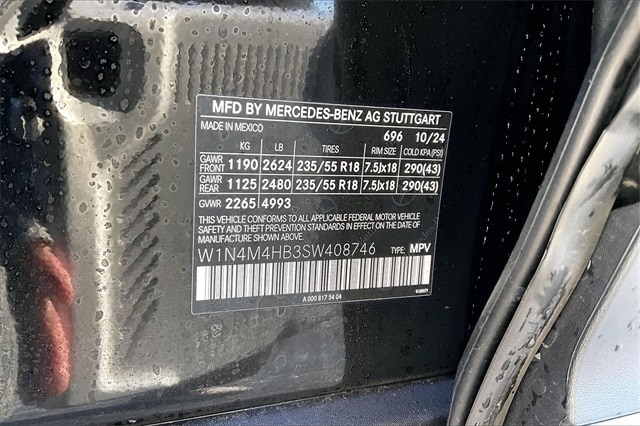 MFD BY MERCEDES-BENZ AG STUTTGART
MADE IN MEXICO 696 10/24
KG LB TIRES RIM SIZE COLD KPA(PSI)
GAWR FRONT 1190 2624 235/55 R18 7.5Jx18 290(43)
GAWR REAR 1125 2480 235/55 R18 7.5Jx18 290(43)
GVWR 2265 4993
THIS VEHICLE CONFORMS TO ALL APPLICABLE FEDERAL MOTOR VEHICLE
SAFETY AND THEFT PREVENTION STANDARDS
IN EFFECT ON THE DATE OF MANUFACTURE SHOWN ABOVE.
W1N4M4HB3SW408746 TYPE: MPV
A 000 817 54 04